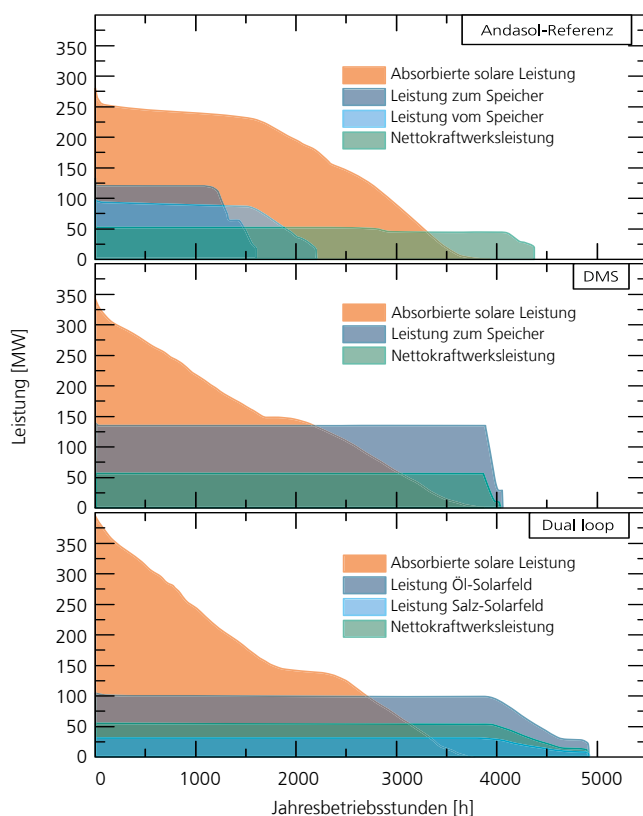 Andasol-Referenz
350
300
250
200
150
100
50
0
Absorbierte solare Leistung
Leistung zum Speicher
Leistung vom Speicher
Nettokraftwerksleistung
DMS
350
300
250
200
150
100
50
0
Absorbierte solare Leistung
Leistung zum Speicher
Nettokraftwerksleistung
Leistung [MW]
Dual loop
350
300
250
200
150
100
50
0
Absorbierte solare Leistung
Leistung Öl-Solarfeld
Leistung Salz-Solarfeld
Nettokraftwerksleistung
0 1000 2000 3000 4000 5000
Jahresbetriebsstunden [h]